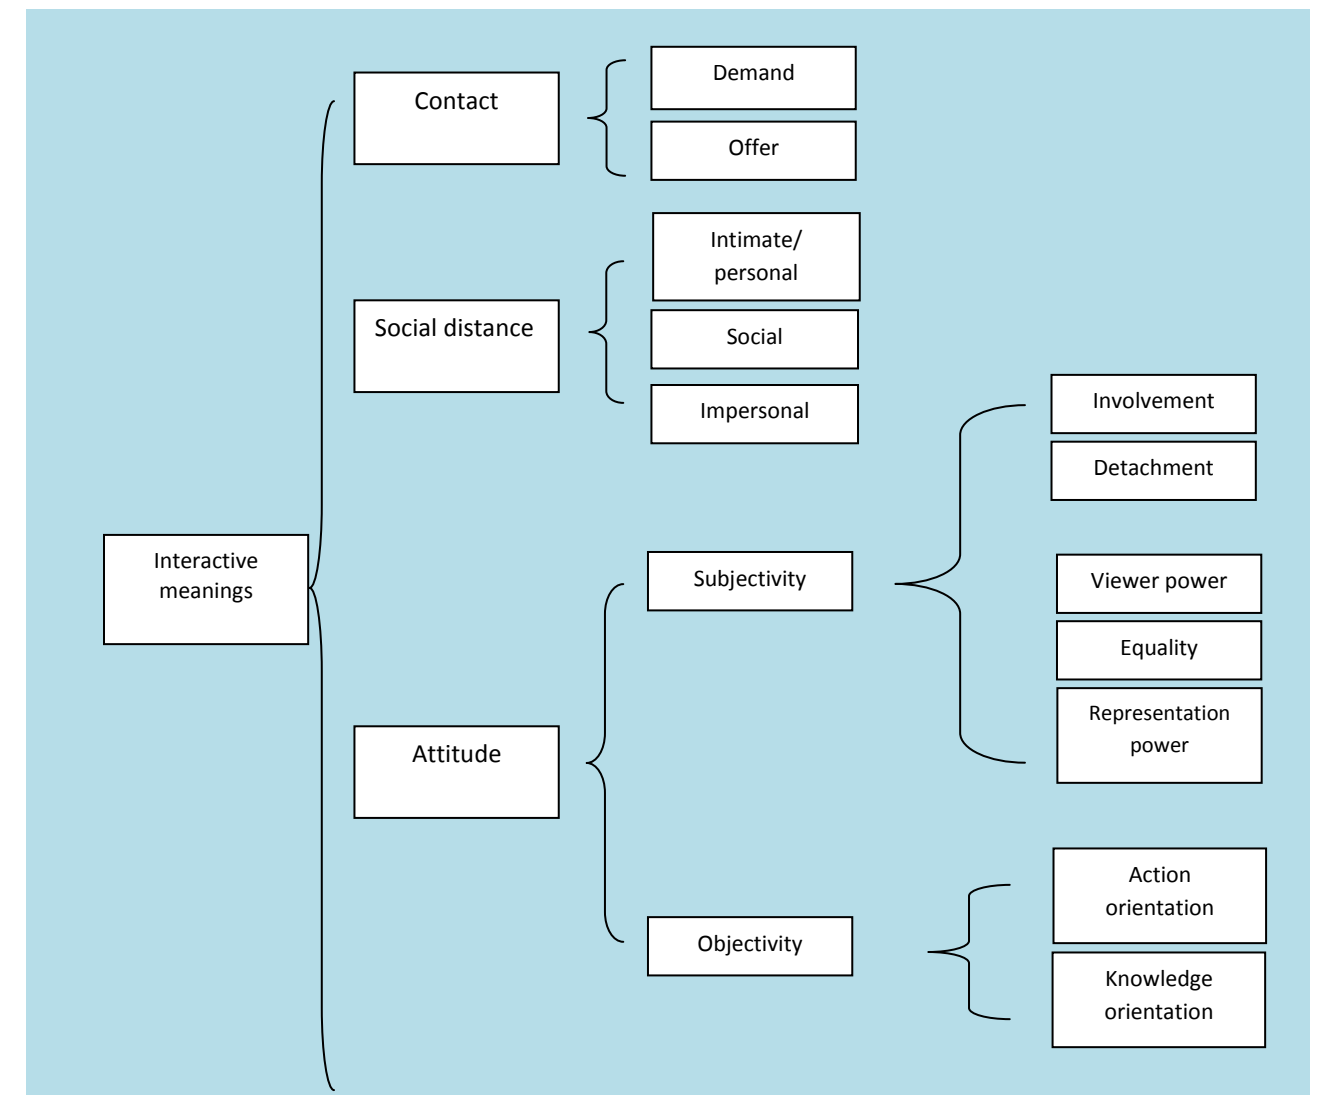 Interactive
meanings
Contact
Demand
Offer
Social distance
Intimate/
personal
Social
Impersonal
Attitude
Subjectivity
Involvement
Detachment
Viewer power
Equality
Representation
power
Objectivity
Action
orientation
Knowledge
orientation